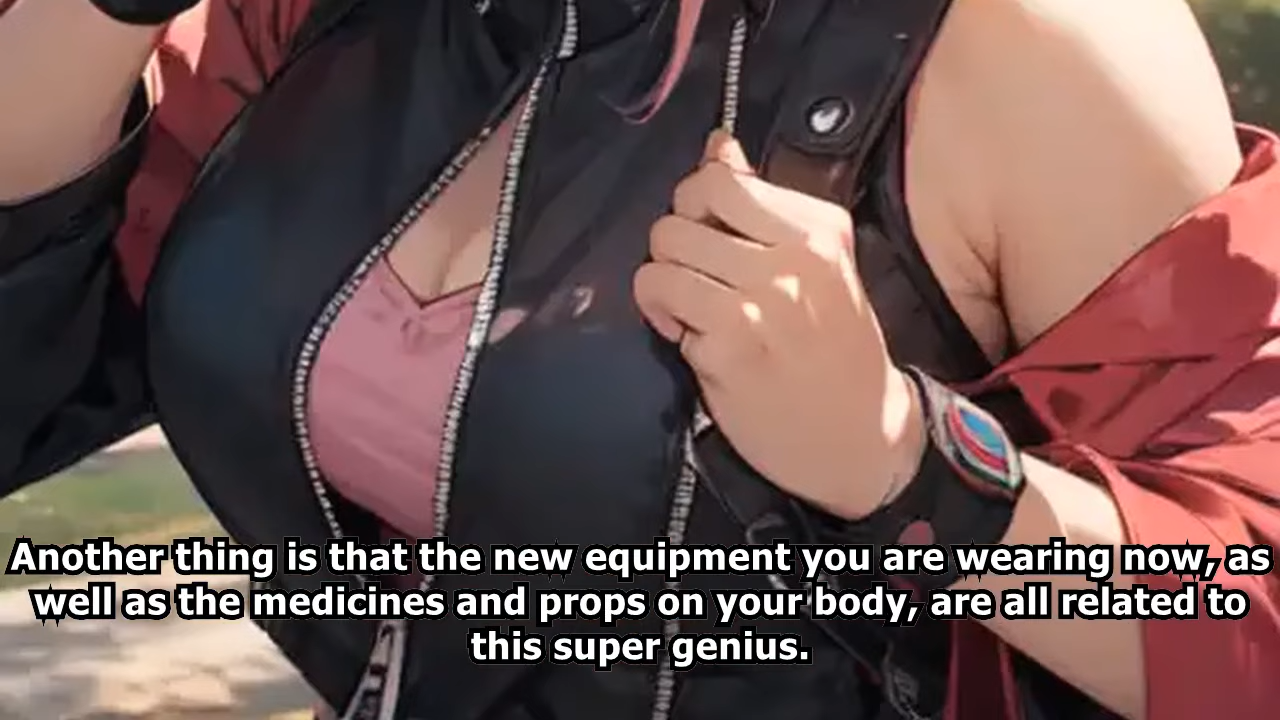 Another thing is that the new equipment you are wearing now, as
well as the medicines and props on your body, are all related to
this super genius.